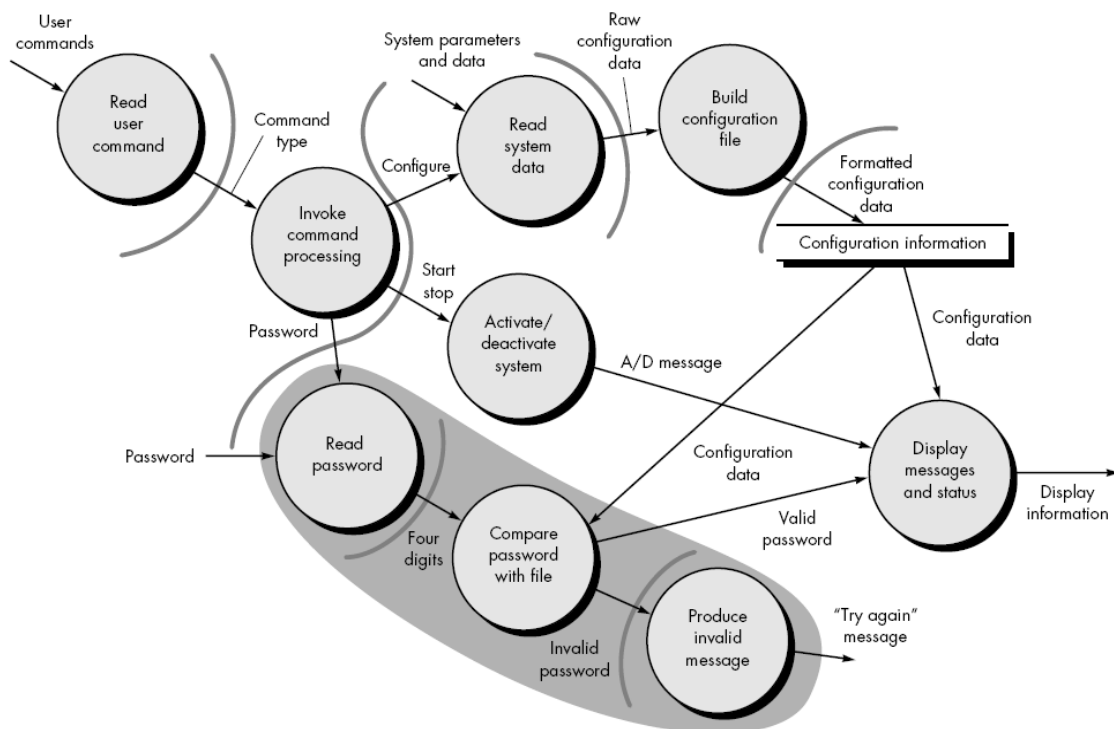 User
commands
Read
user
command
Command
type
Invoke
command
processing
System parameters
and data
Configure
Read
system
data
Raw
configuration
data
Build
configuration
file
Formatted
configuration
data
Configuration information
Start
stop
Activate/
deactivate
system
A/D message
Configuration
data
Password
Password
Read
password
Four
digits
Compare
password
with file
Configuration
data
Valid
password
Display
messages
and status
Display
information
Invalid
password
Produce
invalid
message
“Try again”
message